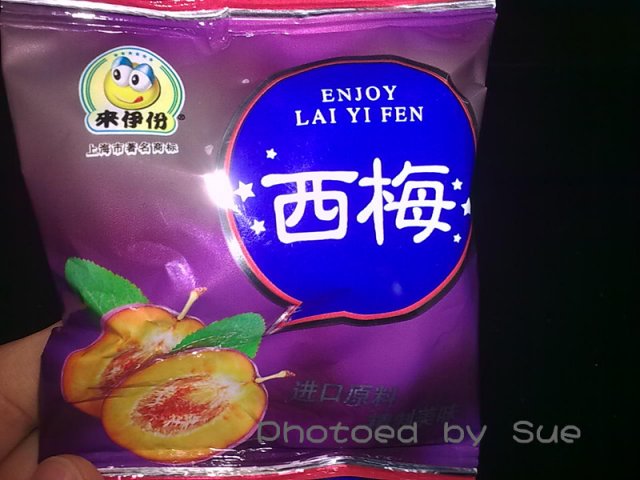 来伊份
上海市著名商标
ENJOY
LAI YI FEN
西梅
进口原料
Photoed by Sue